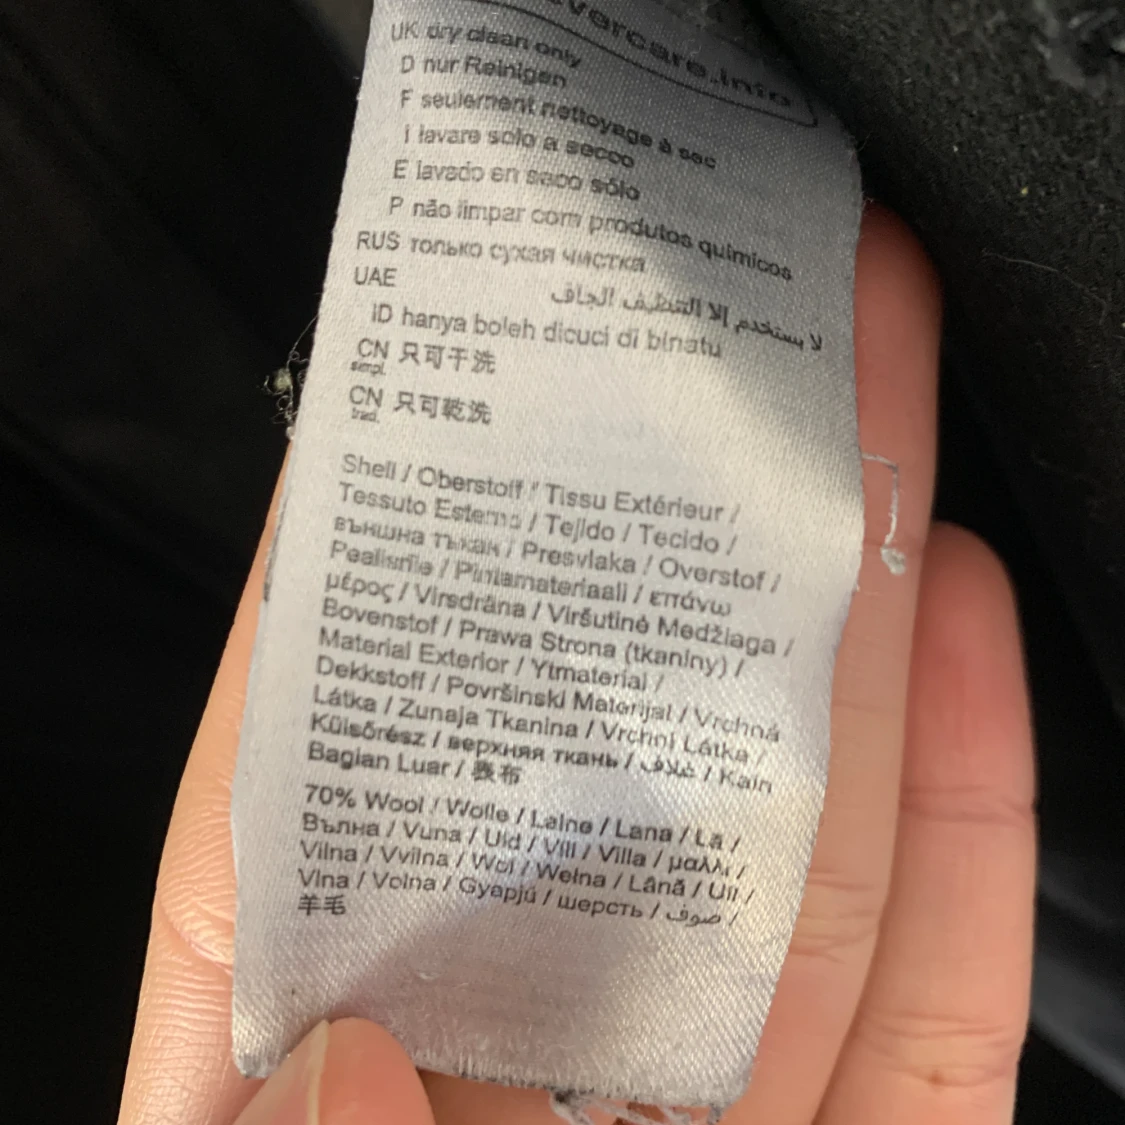 evercare.info
UK dry clean only
D nur Reinigen
F seulement nettoyage à sec
I lavare solo a secco
E lavado en seco sólo
P não limpar com produtos químicos
RUS только сухая чистка
UAE
لا يستخدم إلا التنظيف الجاف
ID hanya boleh dicuci di binatu
CN 只可干洗
simpl.
CN 只可乾洗
trad.
Shell / Oberstoff / Tissu Extérieur /
Tessuto Esterno / Tejido / Tecido /
външна тъкан / Presvlaka / Overstof /
Pealisriie / Pintamateriaali / επάνω
μέρος / Virsdrāna / Viršutinė Medžiaga /
Bovenstof / Prawa Strona (tkaniny) /
Material Exterior / Ytmaterial /
Dekkstoff / Površinski Materijal / Vrchná
Látka / Zunaja Tkanina / Vrchní Látka /
Külsőrész / верхняя ткань / غلاف / Kain
Bagian Luar / 表布
70% Wool / Wolle / Laine / Lana / Lã /
Вълна / Vuna / Uld / Vill / Villa / μαλλί /
Vilna / Vvilna / Wol / Wełna / Lână / Ull /
Vlna / Volna / Gyapjú / шерсть / صوف /
羊毛